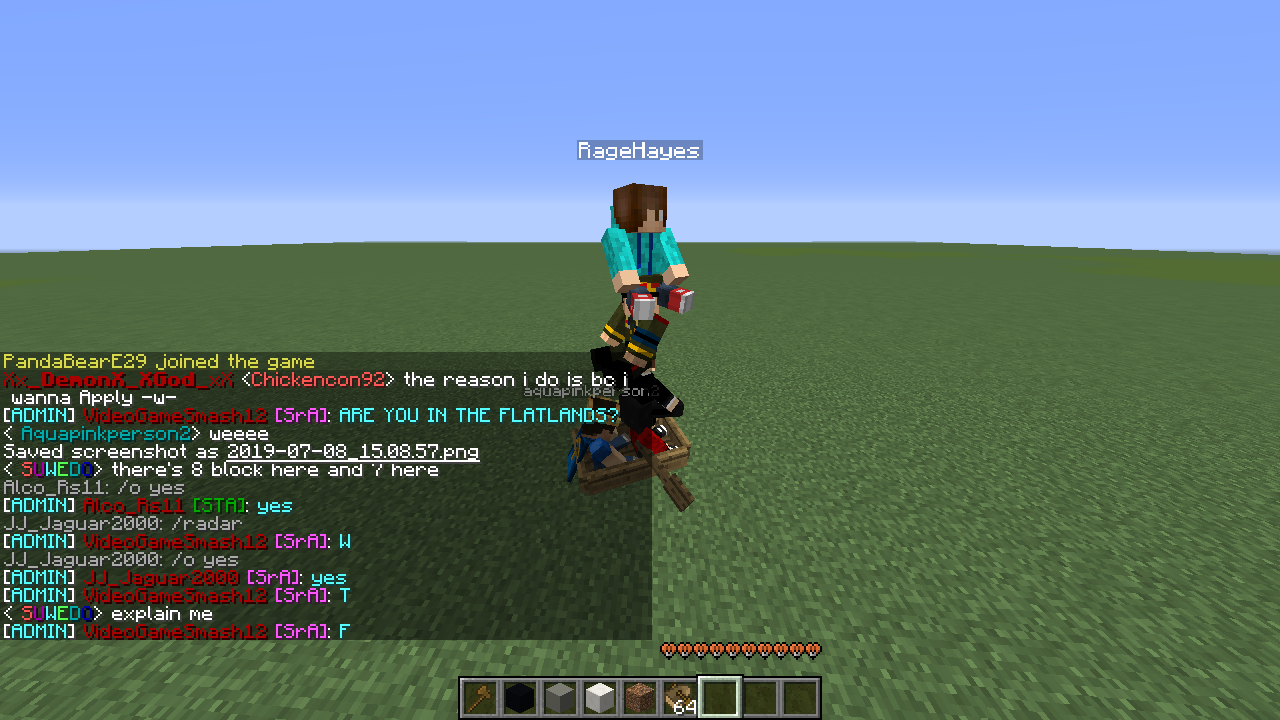 RageHayes
PandaBearE29 joined the game
Xx_DemonX_XGod_xX <Chickencon92> the reason i do is bc i
wanna Apply -w-
aquapinkperson2
[ADMIN] VideoGameSmash12 [SrA]: ARE YOU IN THE FLATLANDS?
< Aquapinkperson2> weeee
Saved screenshot as 2019-07-08_15.08.57.png
< SUWEDO> there's 8 block here and 7 here
Alco_Rs11: /o yes
[ADMIN] Alco_Rs11 [STA]: yes
JJ_Jaguar2000: /radar
[ADMIN] VideoGameSmash12 [SrA]: W
JJ_Jaguar2000: /o yes
[ADMIN] JJ_Jaguar2000 [SrA]: yes
[ADMIN] VideoGameSmash12 [SrA]: T
< SUWEDO> explain me
[ADMIN] VideoGameSmash12 [SrA]: F
64